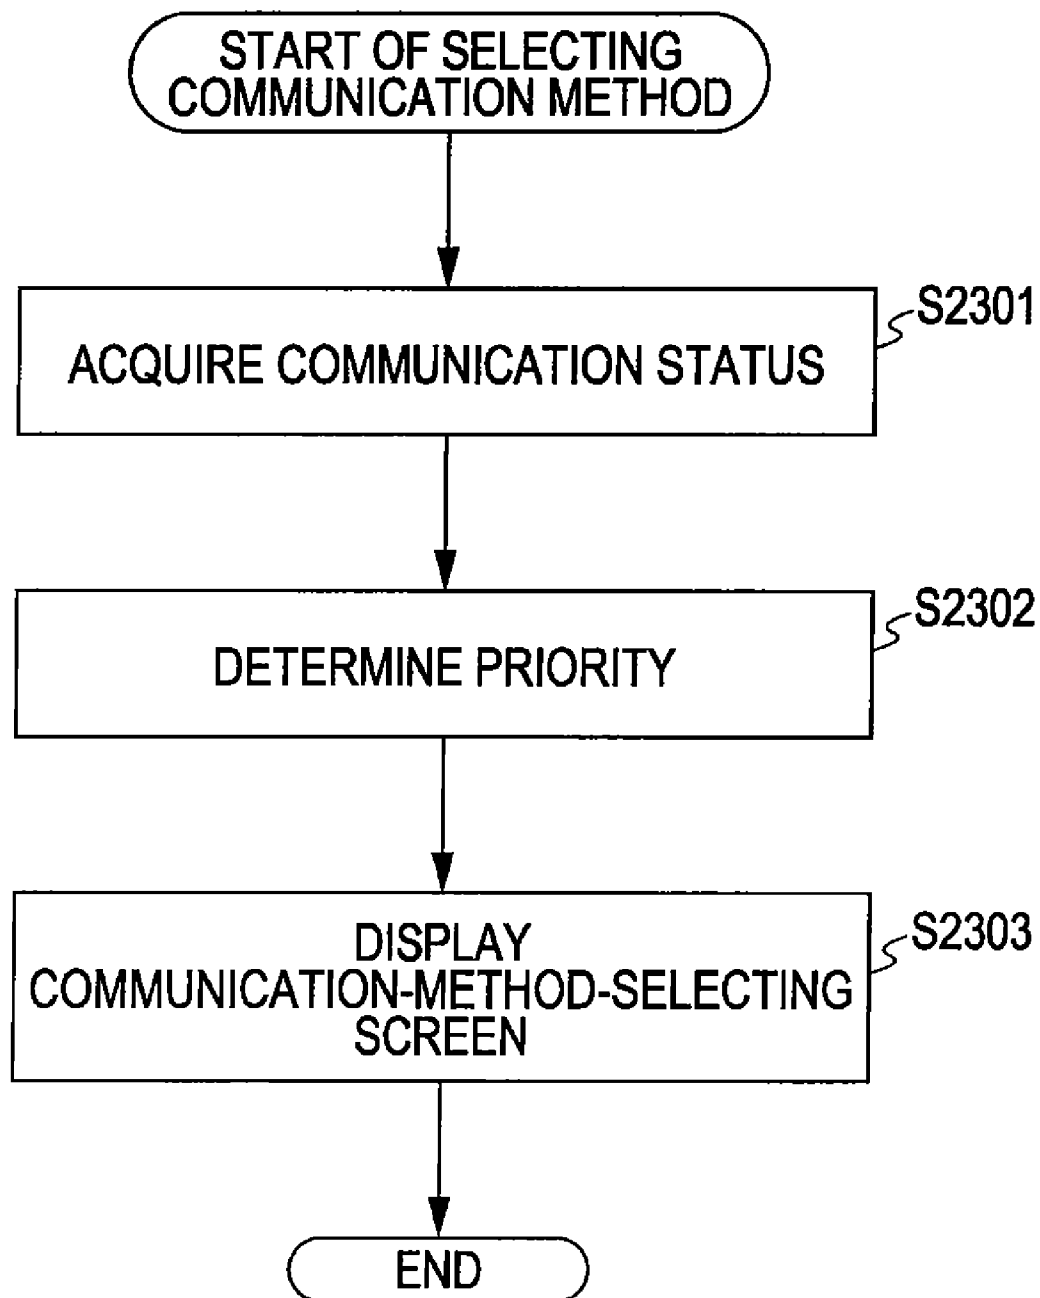 START OF SELECTING
COMMUNICATION METHOD
ACQUIRE COMMUNICATION STATUS
S2301
DETERMINE PRIORITY
S2302
DISPLAY
COMMUNICATION-METHOD-SELECTING
SCREEN
S2303
END